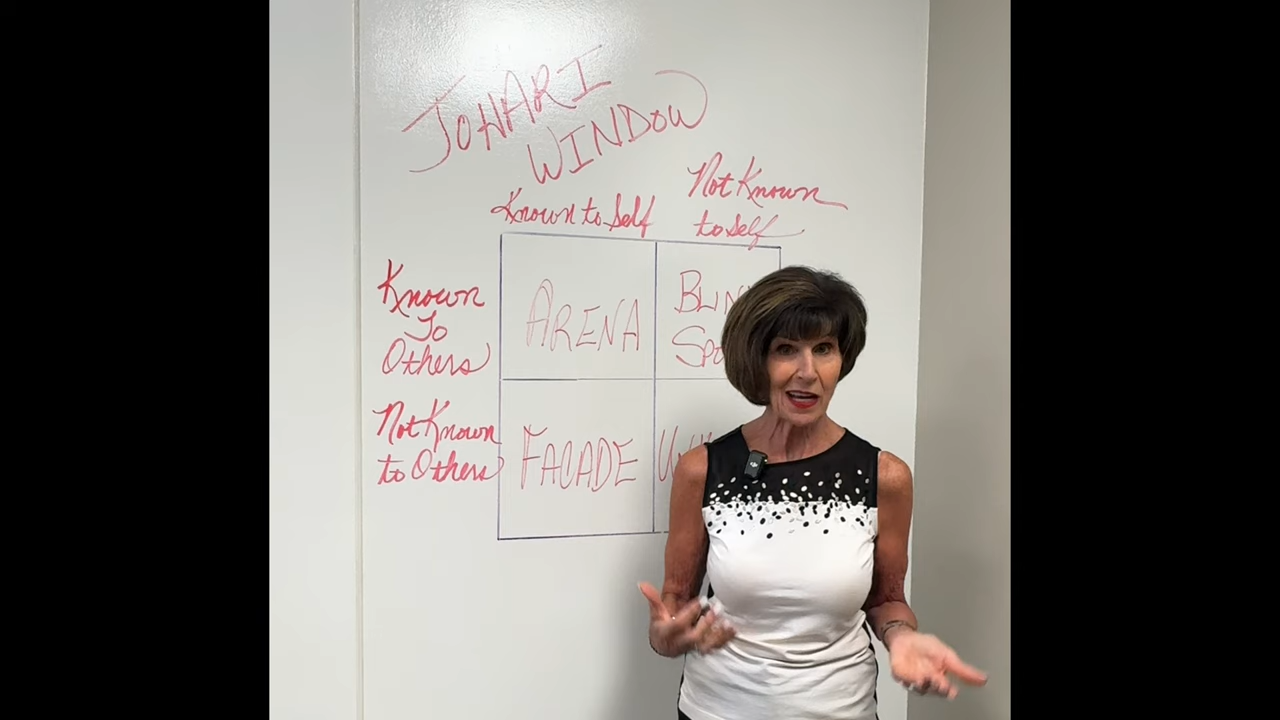 JOHARI
WINDOW
Known to Self
Not Known
to Self
Known
To
Others
ARENA
Not Known
to Others
FACADE